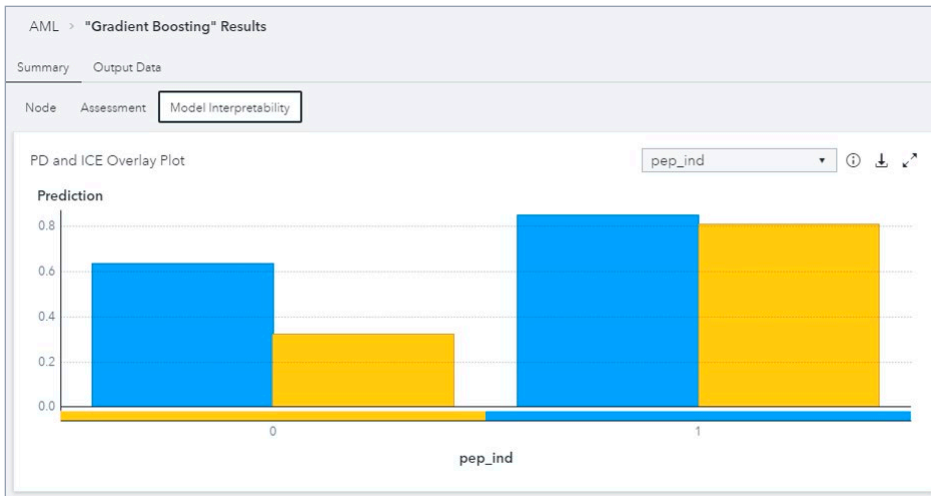 AML > "Gradient Boosting" Results
Summary Output Data
Node Assessment Model Interpretability
PD and ICE Overlay Plot pep_ind
Prediction
0.8
0.6
0.4
0.2
0.0
0 1
pep_ind